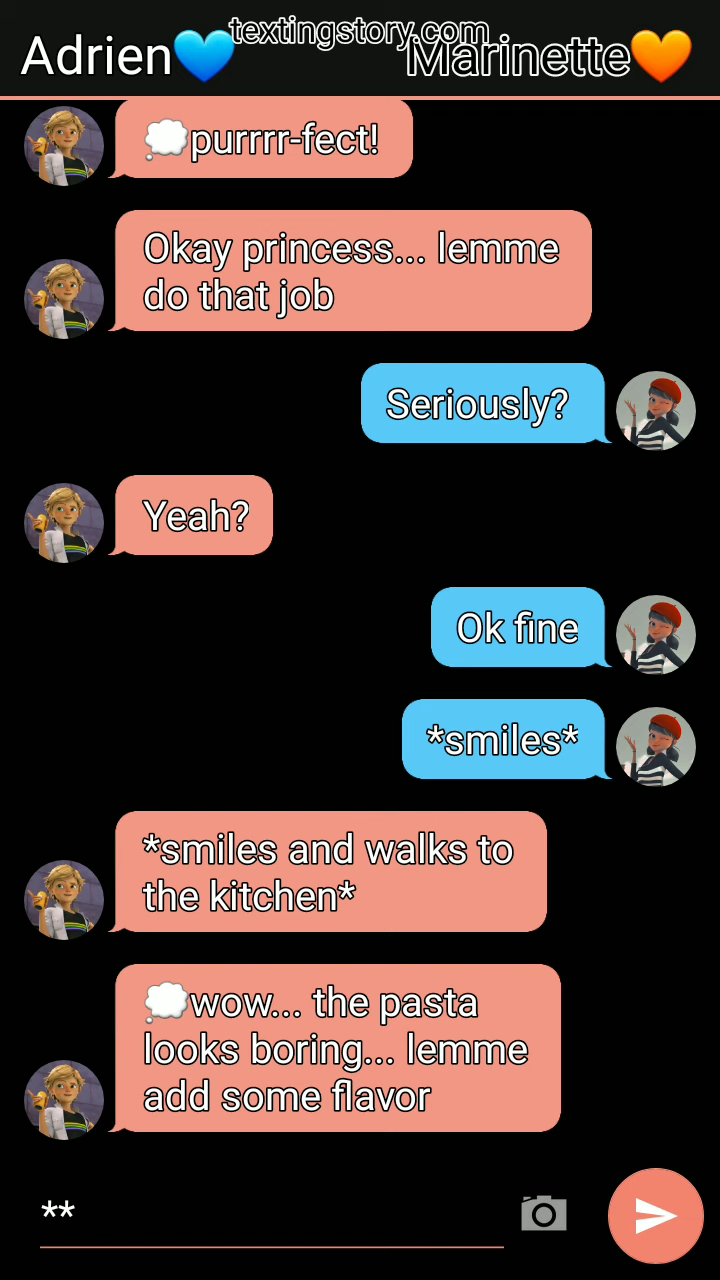 textingstory.com
Adrien💙 Marinette🧡
💭purrrr-fect!
Okay princess... lemme
do that job
Seriously?
Yeah?
Ok fine
*smiles*
*smiles and walks to
the kitchen*
💭wow... the pasta
looks boring... lemme
add some flavor
**